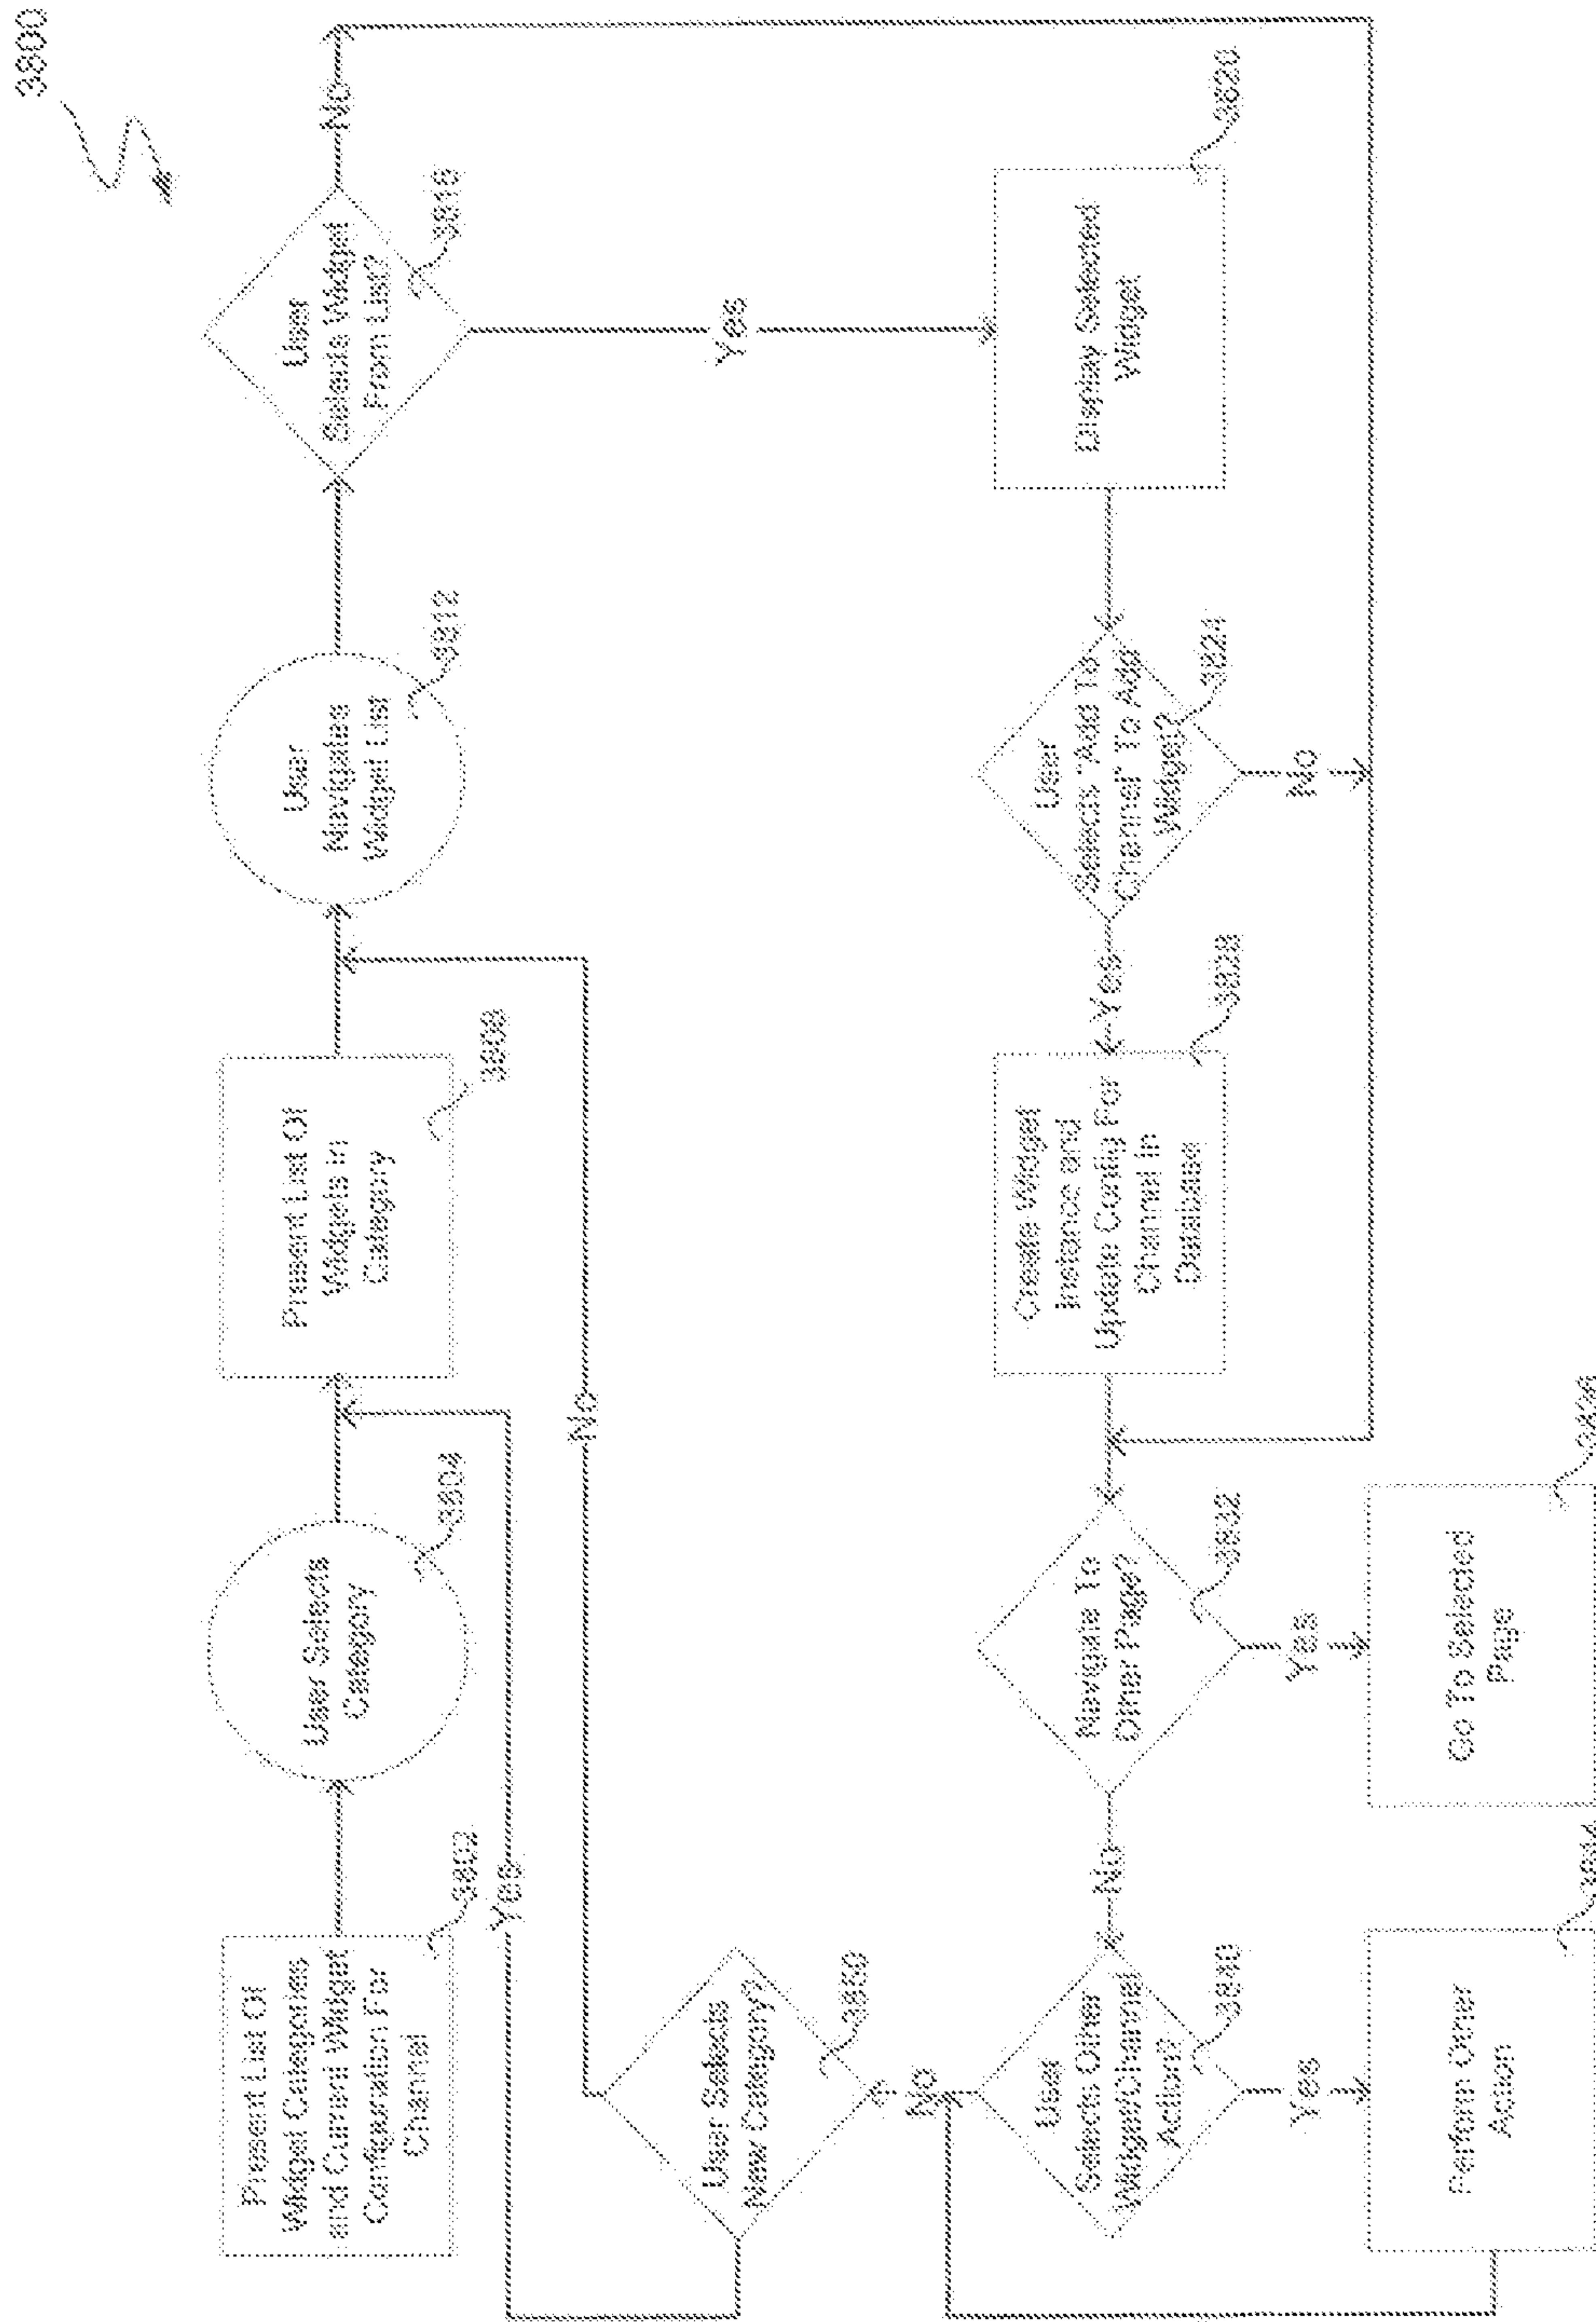 3800
Present List Of
Widget Categories
and Current Widget
Configuration For
Channel
3802
User Selects
Category
3804
Present List Of
Widgets In
Category
3808
User
Navigates
Widget List
3812
User
Selects Widget
From List?
3816
No
Yes
Display Selected
Widget
3820
User
Selects "Add To
Channel" To Add
Widget?
3824
No
Yes
Create Widget
Instance and
Update Config For
Channel In
Database
3828
Navigate To
Other Page?
3832
Yes
Go To Selected
Page
No
User
Selects Other
Widget/Channel
Action?
3840
Yes
Perform Other
Action
No
User Selects
New Category?
3850
Yes
No